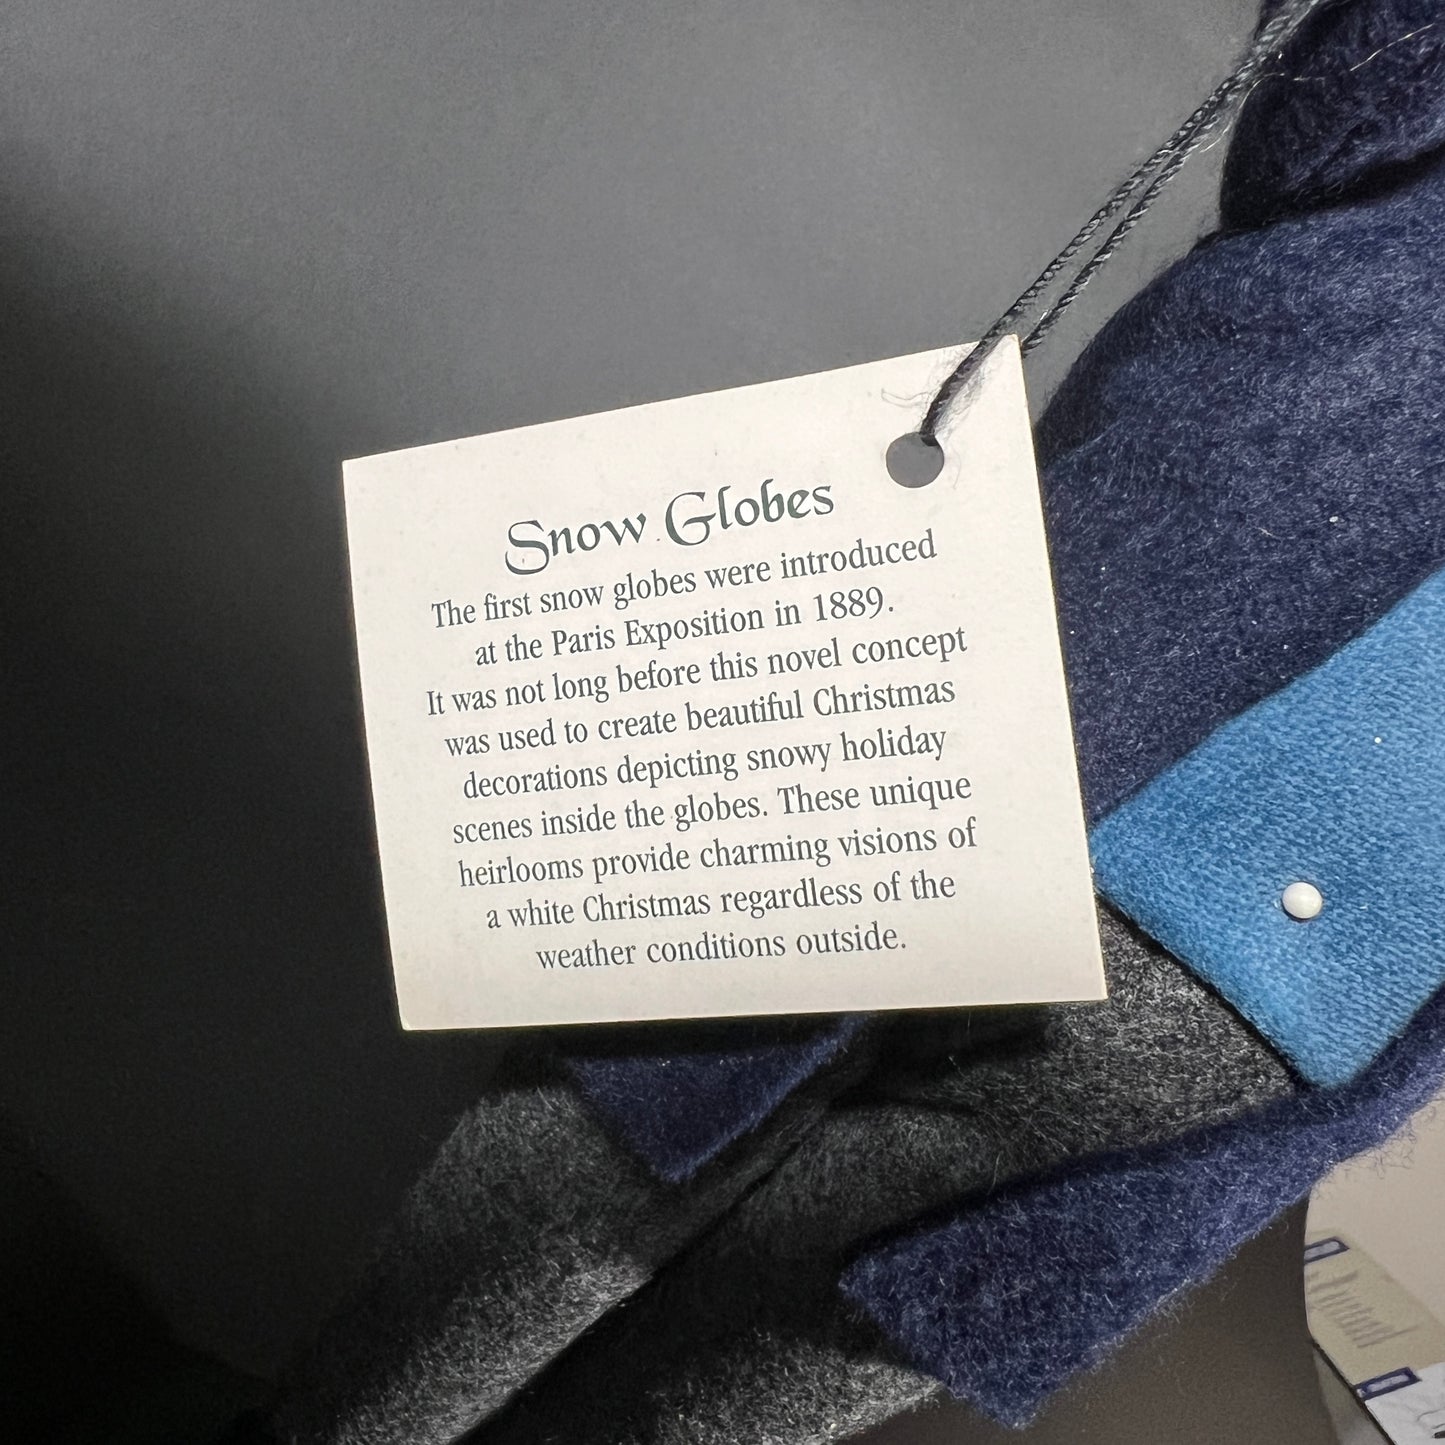 Snow Globes
The first snow globes were introduced
at the Paris Exposition in 1889.
It was not long before this novel concept
was used to create beautiful Christmas
decorations depicting snowy holiday
scenes inside the globes. These unique
heirlooms provide charming visions of
a white Christmas regardless of the
weather conditions outside.